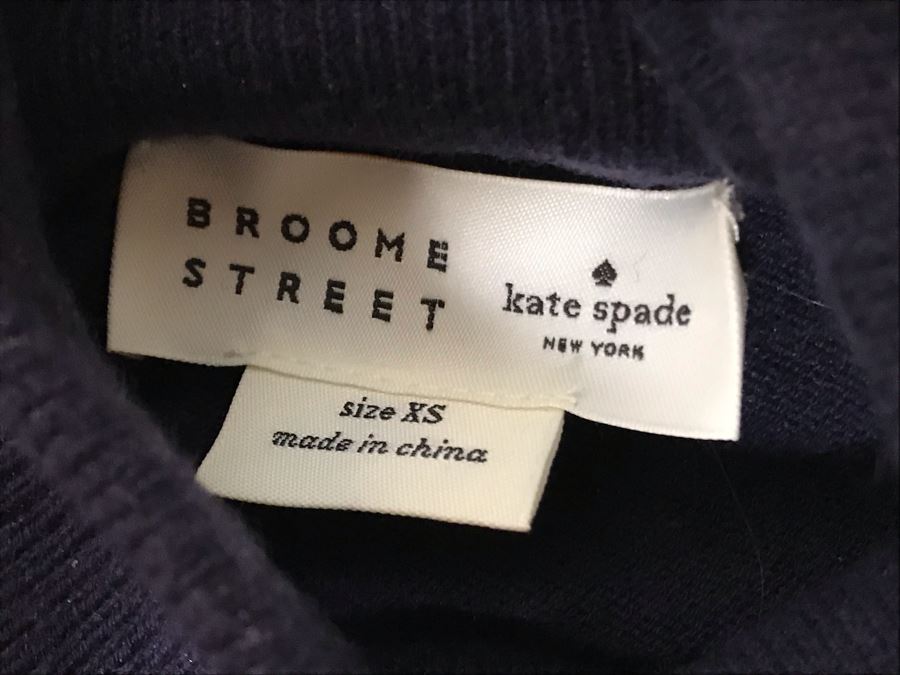 BROOME
STREET
kate spade
NEW YORK
size XS
made in china